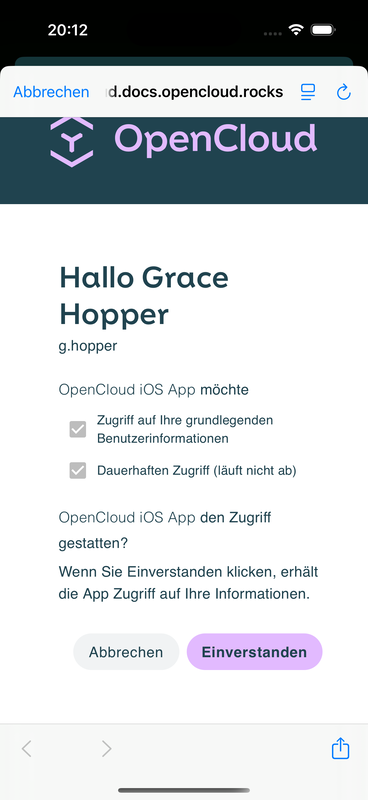 20:12
Abbrechen d.docs.opencloud.rocks
OpenCloud
Hallo Grace
Hopper
g.hopper
OpenCloud iOS App möchte
Zugriff auf Ihre grundlegenden
Benutzerinformationen
Dauerhaften Zugriff (läuft nicht ab)
OpenCloud iOS App den Zugriff
gestatten?
Wenn Sie Einverstanden klicken, erhält
die App Zugriff auf Ihre Informationen.
Abbrechen Einverstanden